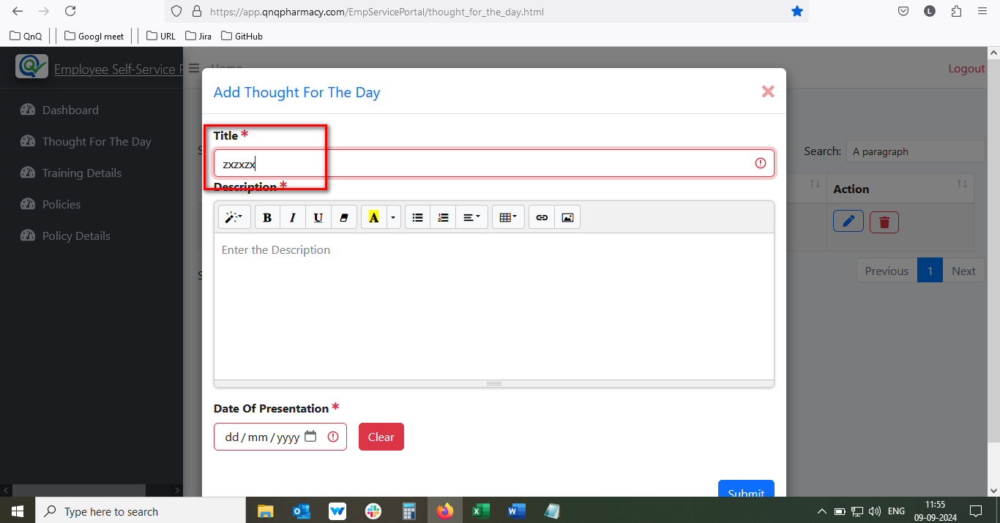 https://app.qnqpharmacy.com/EmpServicePortal/thought_for_the_day.html
L
QnQ
Googl meet
URL
Jira
GitHub
Employee Self-Service P
Home
Logout
Add Thought For The Day
Dashboard
Thought For The Day
Training Details
Policies
Policy Details
Title *
zxzxzx
Description *
B I U A
Enter the Description
Date Of Presentation *
dd / mm / yyyy
Clear
Submit
S
Search: A paragraph
Action
S
Previous 1 Next
Type here to search
ENG
11:55
09-09-2024